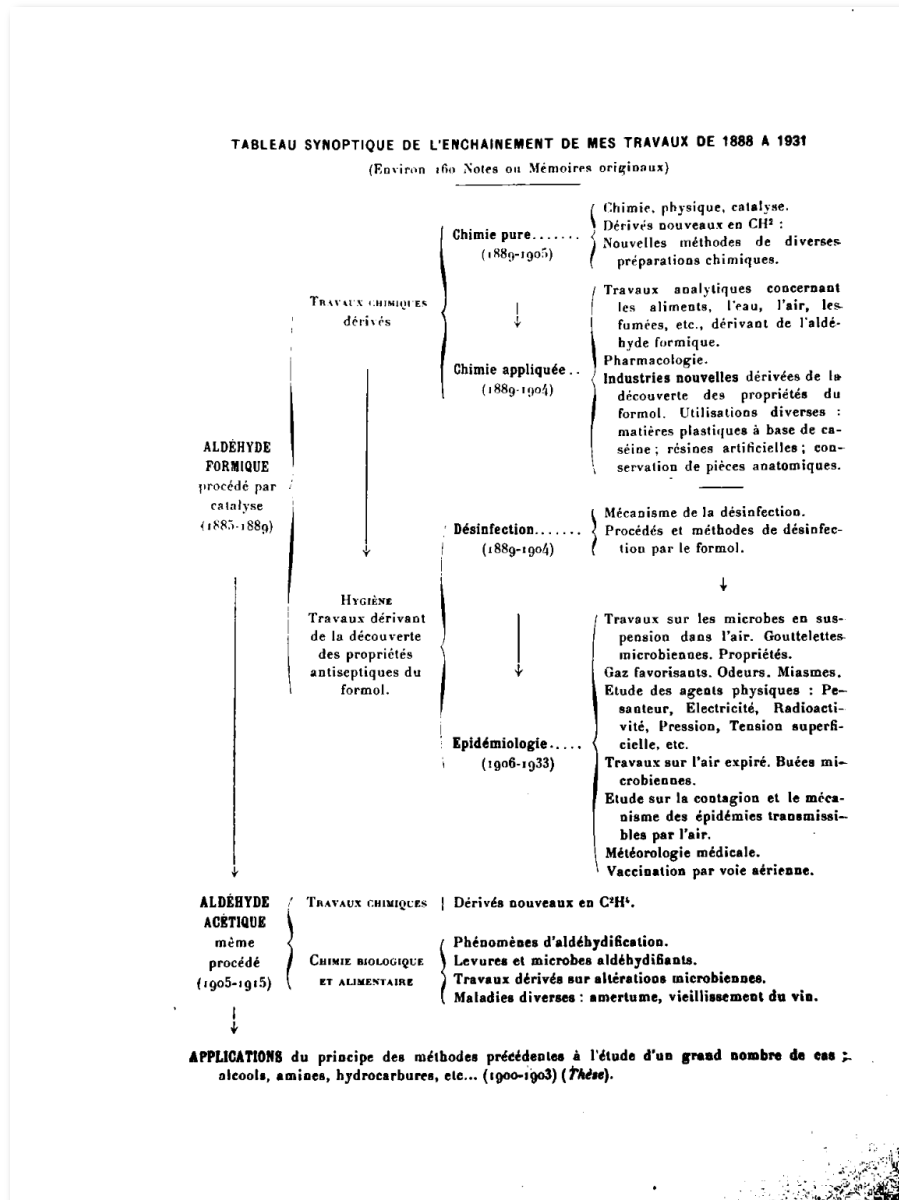 TABLEAU SYNOPTIQUE DE L'ENCHAINEMENT DE MES TRAVAUX DE 1888 A 1931
(Environ 160 Notes ou Mémoires originaux)
ALDÉHYDE
FORMIQUE
procédé par
catalyse
(1885-1889)
TRAVAUX CHIMIQUES
dérivés
Chimie pure.......
(1889-1905)
Chimie, physique, catalyse.
Dérivés nouveaux en CH² :
Nouvelles méthodes de diverses
préparations chimiques.
Chimie appliquée..
(1889-1904)
Travaux analytiques concernant
les aliments, l'eau, l'air, les
fumées, etc., dérivant de l'aldé-
hyde formique.
Pharmacologie.
Industries nouvelles dérivées de la
découverte des propriétés du
formol. Utilisations diverses :
matières plastiques à base de ca-
séine ; résines artificielles ; con-
servation de pièces anatomiques.
HYGIÈNE
Travaux dérivant
de la découverte
des propriétés
antiseptiques du
formol.
Désinfection.......
(1889-1904)
Mécanisme de la désinfection.
Procédés et méthodes de désinfec-
tion par le formol.
Epidémiologie.....
(1906-1933)
Travaux sur les microbes en sus-
pension dans l'air. Gouttelettes
microbiennes. Propriétés.
Gaz favorisants. Odeurs. Miasmes.
Etude des agents physiques : Pe-
santeur, Electricité, Radioacti-
vité, Pression, Tension superfi-
cielle, etc.
Travaux sur l'air expiré. Buées mi-
crobiennes.
Etude sur la contagion et le méca-
nisme des épidémies transmissi-
bles par l'air.
Météorologie médicale.
Vaccination par voie aérienne.
ALDÉHYDE
ACÉTIQUE
même
procédé
(1905-1915)
TRAVAUX CHIMIQUES
Dérivés nouveaux en C²H⁴.
CHIMIE BIOLOGIQUE
ET ALIMENTAIRE
Phénomènes d'aldéhydification.
Levures et microbes aldéhydifiants.
Travaux dérivés sur altérations microbiennes.
Maladies diverses : amertume, vieillissement du vin.
APPLICATIONS du principe des méthodes précédentes à l'étude d'un grand nombre de cas ;
alcools, amines, hydrocarbures, etc... (1900-1903) (Thèse).